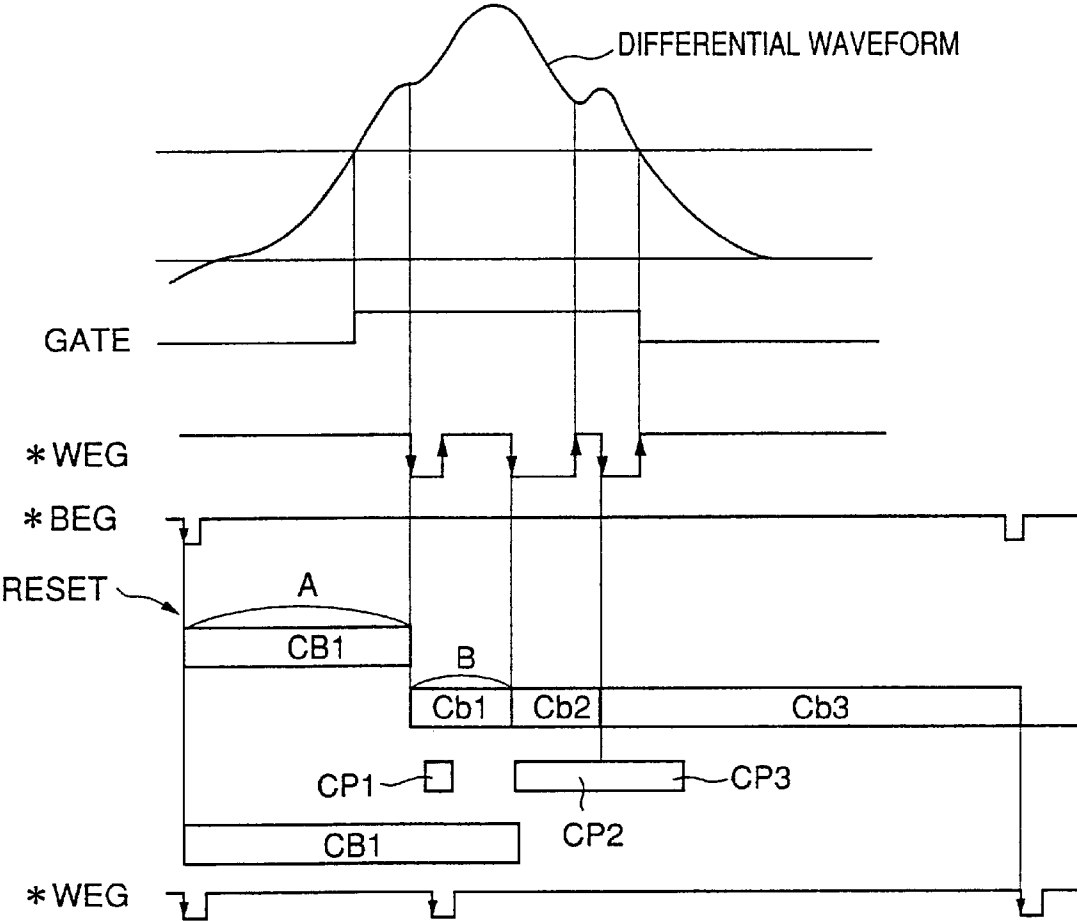 DIFFERENTIAL WAVEFORM
GATE
*WEG
*BEG
RESET
A
CB1
B
Cb1 Cb2 Cb3
CP1 CP3
CP2
CB1
*WEG